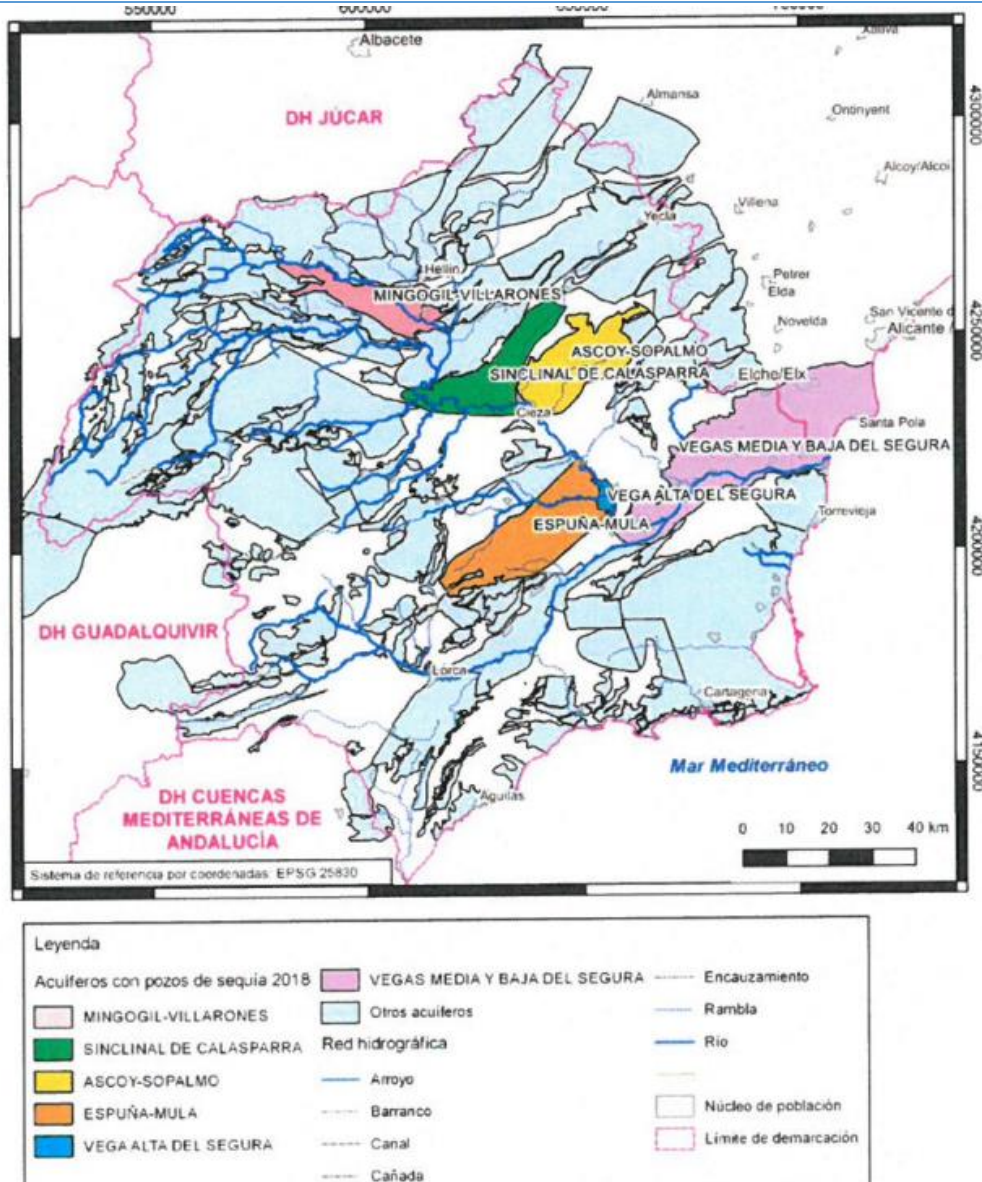 550000 600000
Albacete
Almansa
4300000
DH JÚCAR
Ontinyent
Alcoy/Alcoi
Villena
Yecla
Hellín
Petrer
Elda
MINGOGIL-VILLARONES
San Vicente d
4250000
Novelda
Alicante /
ASCOY-SOPALMO
SINCLINAL DE CALASPARRA
Elche/Elx
Cieza
Santa Pola
VEGAS MEDIA Y BAJA DEL SEGURA
VEGA ALTA DEL SEGURA
Torrevieja
ESPUÑA-MULA
4200000
DH GUADALQUIVIR
Lorca
Cartagena
Mar Mediterráneo
4150000
DH CUENCAS
MEDITERRÁNEAS DE
ANDALUCÍA
Águilas
0 10 20 30 40 km
Sistema de referencia por coordenadas: EPSG 25830
Leyenda
Acuíferos con pozos de sequía 2018
MINGOGIL-VILLARONES
SINCLINAL DE CALASPARRA
ASCOY-SOPALMO
ESPUÑA-MULA
VEGA ALTA DEL SEGURA
VEGAS MEDIA Y BAJA DEL SEGURA
Otros acuíferos
Red hidrográfica
Arroyo
Barranco
Canal
Cañada
Encauzamiento
Rambla
Río
Núcleo de población
Límite de demarcación